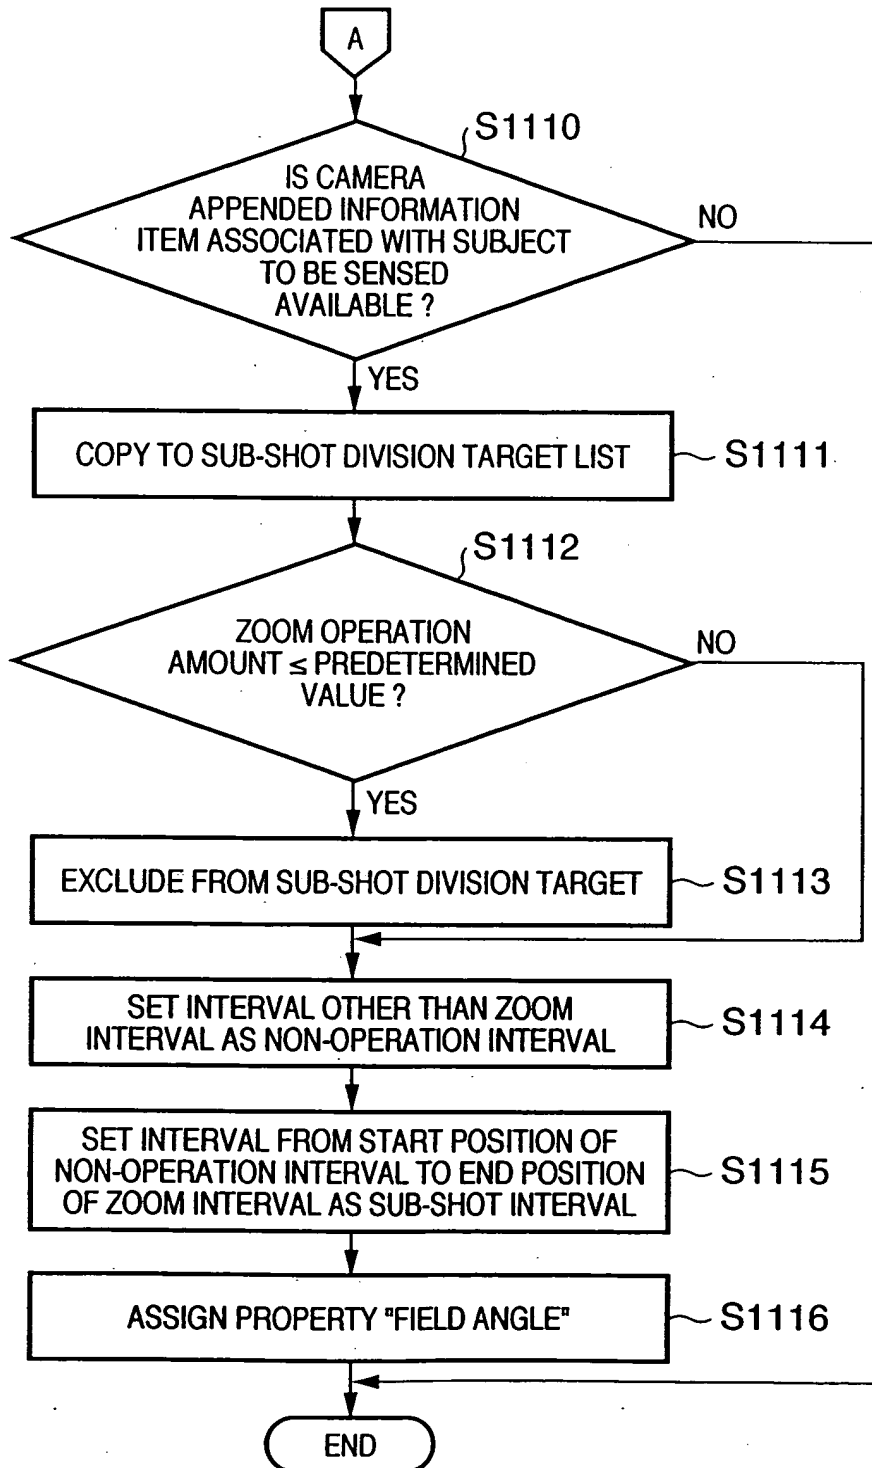 A
S1110
IS CAMERA
APPENDED INFORMATION
ITEM ASSOCIATED WITH SUBJECT
TO BE SENSED
AVAILABLE ?
NO
YES
COPY TO SUB-SHOT DIVISION TARGET LIST
S1111
S1112
ZOOM OPERATION
AMOUNT ≤ PREDETERMINED
VALUE ?
NO
YES
EXCLUDE FROM SUB-SHOT DIVISION TARGET
S1113
SET INTERVAL OTHER THAN ZOOM
INTERVAL AS NON-OPERATION INTERVAL
S1114
SET INTERVAL FROM START POSITION OF
NON-OPERATION INTERVAL TO END POSITION
OF ZOOM INTERVAL AS SUB-SHOT INTERVAL
S1115
ASSIGN PROPERTY "FIELD ANGLE"
S1116
END